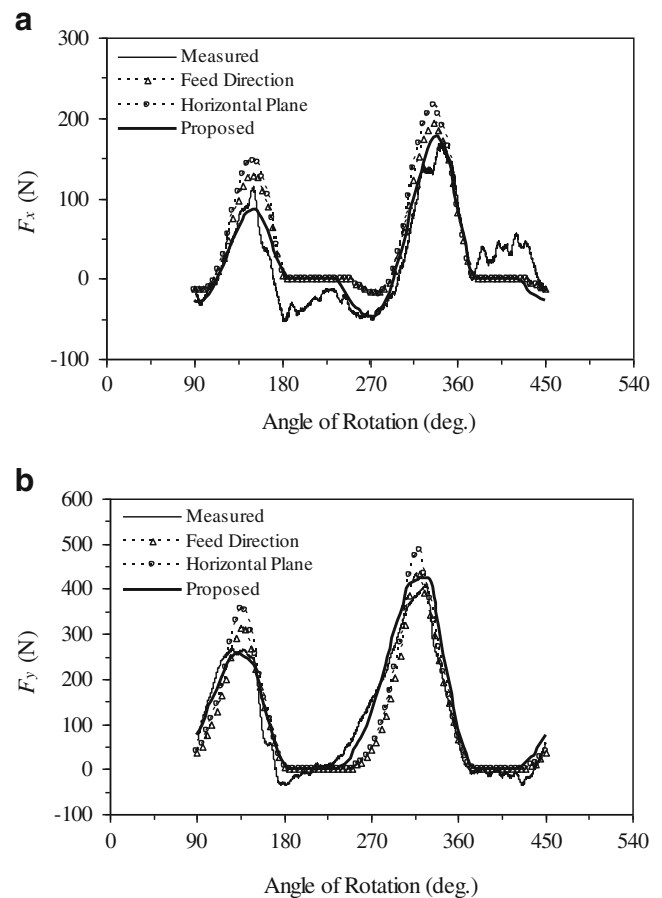 a
300
200
100
0
-100
Fx (N)
Measured
Feed Direction
Horizontal Plane
Proposed
0 90 180 270 360 450 540
Angle of Rotation (deg.)
b
600
500
400
300
200
100
0
-100
Fy (N)
Measured
Feed Direction
Horizontal Plane
Proposed
0 90 180 270 360 450 540
Angle of Rotation (deg.)